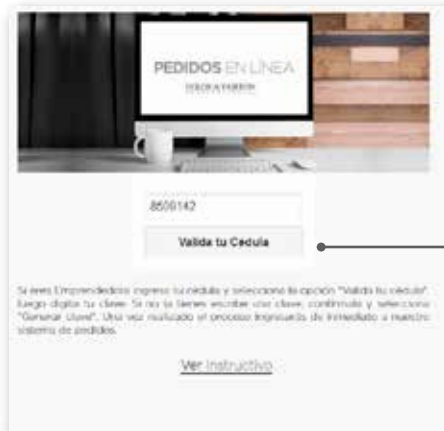 PEDIDOS EN LÍNEA
8509142
Valida tu Cédula
Si eres Emprendedora ingresa tu cédula y selecciona la opción "Valida tu cédula",
luego digita tu clave. Si no la tienes escribe una clave, confírmala y selecciona
"Generar clave". Una vez realizado el proceso ingresarás de inmediato a nuestro
sistema de pedidos.
Ver instructivo